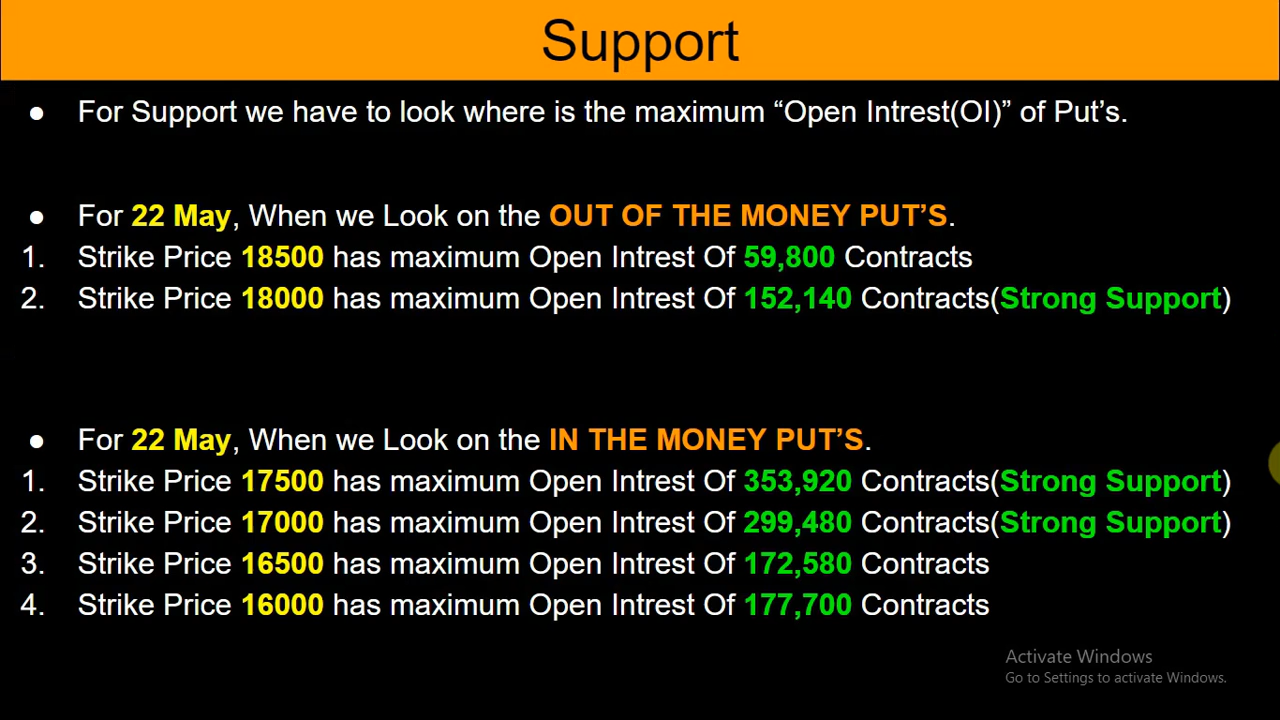 Support
● For Support we have to look where is the maximum “Open Intrest(OI)” of Put’s.
● For 22 May, When we Look on the OUT OF THE MONEY PUT’S.
1. Strike Price 18500 has maximum Open Intrest Of 59,800 Contracts
2. Strike Price 18000 has maximum Open Intrest Of 152,140 Contracts(Strong Support)
● For 22 May, When we Look on the IN THE MONEY PUT’S.
1. Strike Price 17500 has maximum Open Intrest Of 353,920 Contracts(Strong Support)
2. Strike Price 17000 has maximum Open Intrest Of 299,480 Contracts(Strong Support)
3. Strike Price 16500 has maximum Open Intrest Of 172,580 Contracts
4. Strike Price 16000 has maximum Open Intrest Of 177,700 Contracts
Activate Windows
Go to Settings to activate Windows.